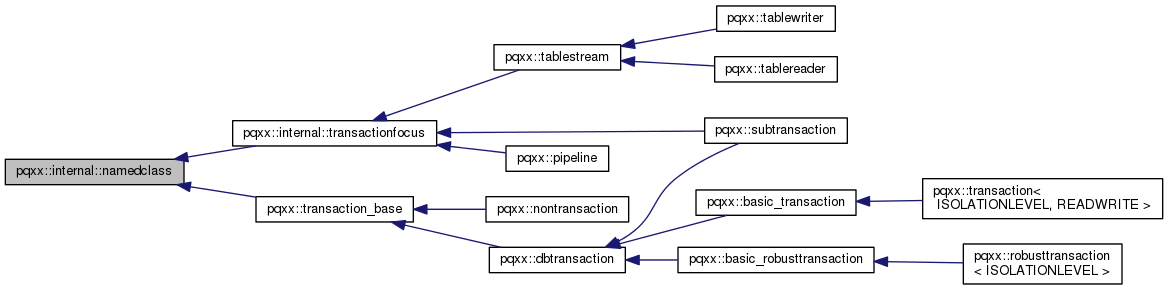 pqxx::tablewriter
pqxx::tablestream
pqxx::tablereader
pqxx::internal::transactionfocus
pqxx::subtransaction
pqxx::pipeline
pqxx::internal::namedclass
pqxx::transaction_base
pqxx::nontransaction
pqxx::basic_transaction
pqxx::transaction<
ISOLATIONLEVEL, READWRITE >
pqxx::dbtransaction
pqxx::basic_robusttransaction
pqxx::robusttransaction
< ISOLATIONLEVEL >